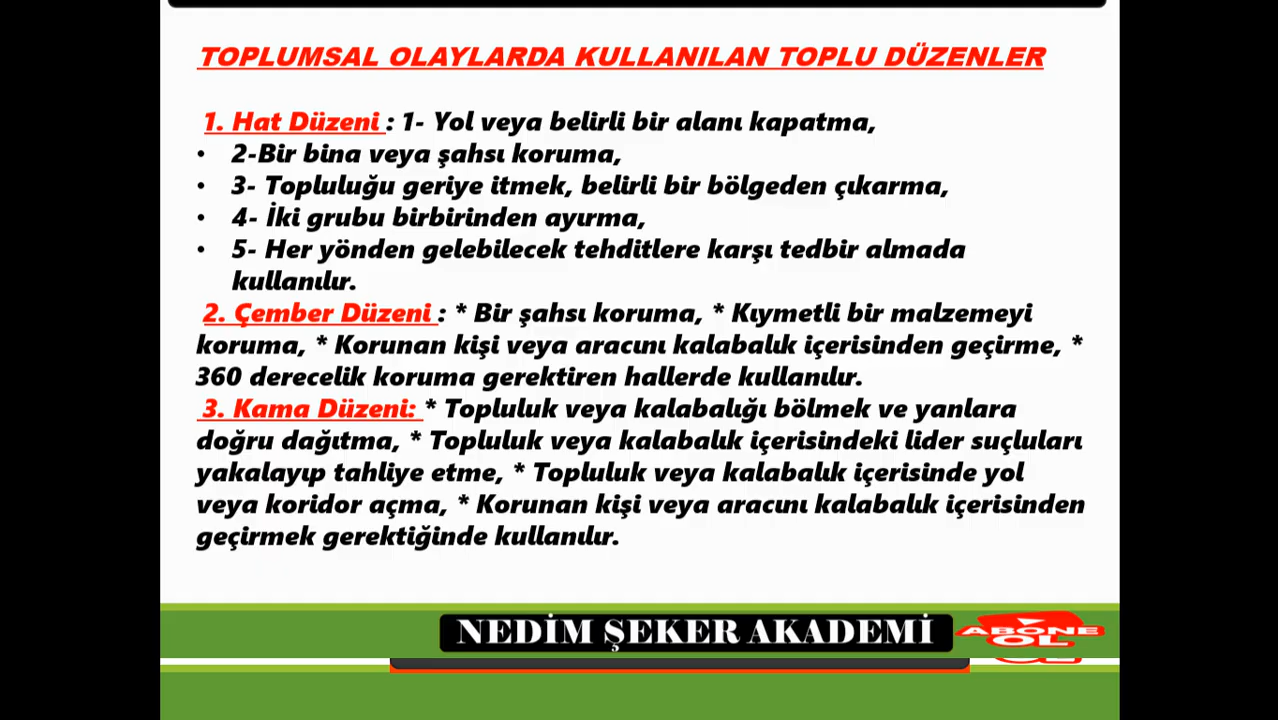 TOPLUMSAL OLAYLARDA KULLANILAN TOPLU DÜZENLER
1. Hat Düzeni : 1- Yol veya belirli bir alanı kapatma,
• 2-Bir bina veya şahsı koruma,
• 3- Topluluğu geriye itmek, belirli bir bölgeden çıkarma,
• 4- İki grubu birbirinden ayırma,
• 5- Her yönden gelebilecek tehditlere karşı tedbir almada
kullanılır.
2. Çember Düzeni : * Bir şahsı koruma, * Kıymetli bir malzemeyi
koruma, * Korunan kişi veya aracını kalabalık içerisinden geçirme, *
360 derecelik koruma gerektiren hallerde kullanılır.
3. Kama Düzeni: * Topluluk veya kalabalığı bölmek ve yanlara
doğru dağıtma, * Topluluk veya kalabalık içerisindeki lider suçluları
yakalayıp tahliye etme, * Topluluk veya kalabalık içerisinde yol
veya koridor açma, * Korunan kişi veya aracını kalabalık içerisinden
geçirmek gerektiğinde kullanılır.
NEDİM ŞEKER AKADEMİ
ABONE
OL